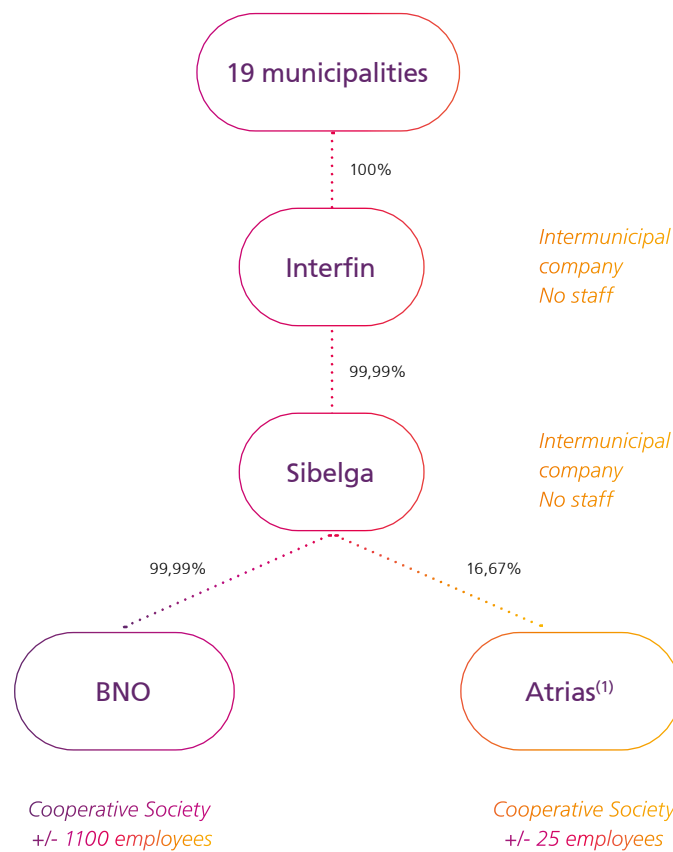 19 municipalities
100%
Interfin
Intermunicipal
company
No staff
99,99%
Sibelga
Intermunicipal
company
No staff
99,99%
16,67%
BNO
Atrias(1)
Cooperative Society
+/- 1100 employees
Cooperative Society
+/- 25 employees